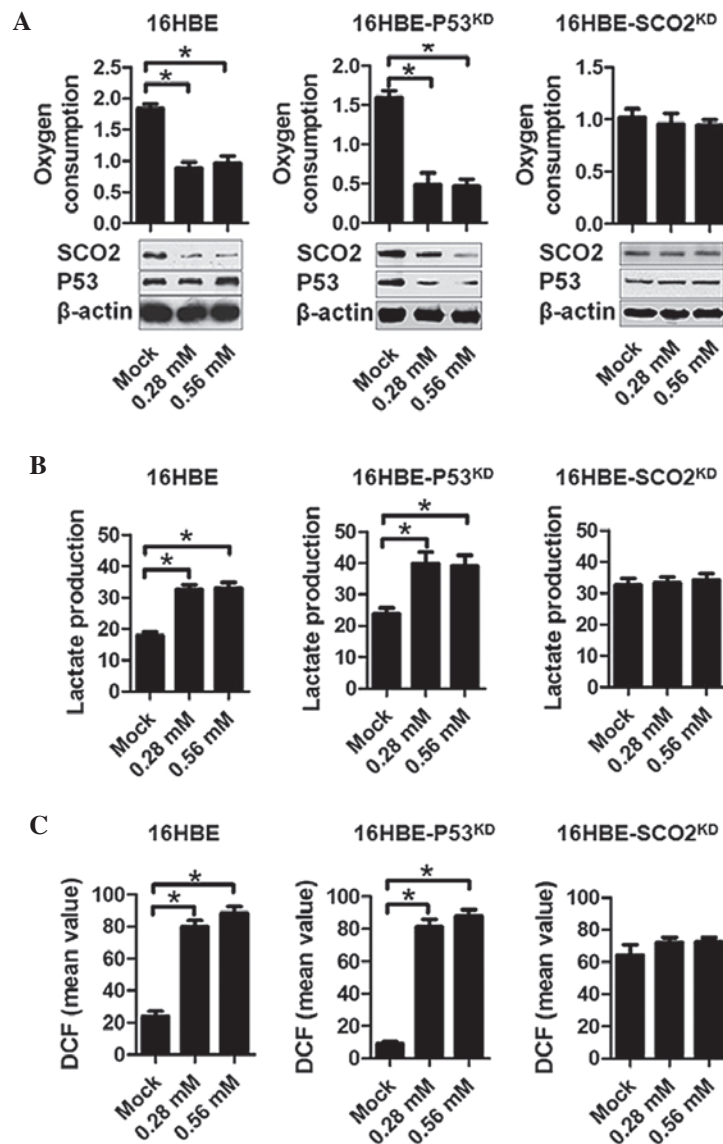 A
16HBE
16HBE-P53KD
16HBE-SCO2KD
Oxygen consumption
2.5
2.0
1.5
1.0
0.5
0.0
*
*
Oxygen consumption
2.0
1.5
1.0
0.5
0.0
*
*
Oxygen consumption
1.5
1.0
0.5
0.0
SCO2
P53
β-actin
SCO2
P53
β-actin
SCO2
P53
β-actin
Mock
0.28 mM
0.56 mM
Mock
0.28 mM
0.56 mM
Mock
0.28 mM
0.56 mM
B
16HBE
16HBE-P53KD
16HBE-SCO2KD
Lactate production
50
40
30
20
10
0
*
*
Lactate production
50
40
30
20
10
0
*
*
Lactate production
50
40
30
20
10
0
Mock
0.28 mM
0.56 mM
Mock
0.28 mM
0.56 mM
Mock
0.28 mM
0.56 mM
C
16HBE
16HBE-P53KD
16HBE-SCO2KD
DCF (mean value)
100
80
60
40
20
0
*
*
DCF (mean value)
100
80
60
40
20
0
*
*
DCF (mean value)
100
80
60
40
20
0
Mock
0.28 mM
0.56 mM
Mock
0.28 mM
0.56 mM
Mock
0.28 mM
0.56 mM